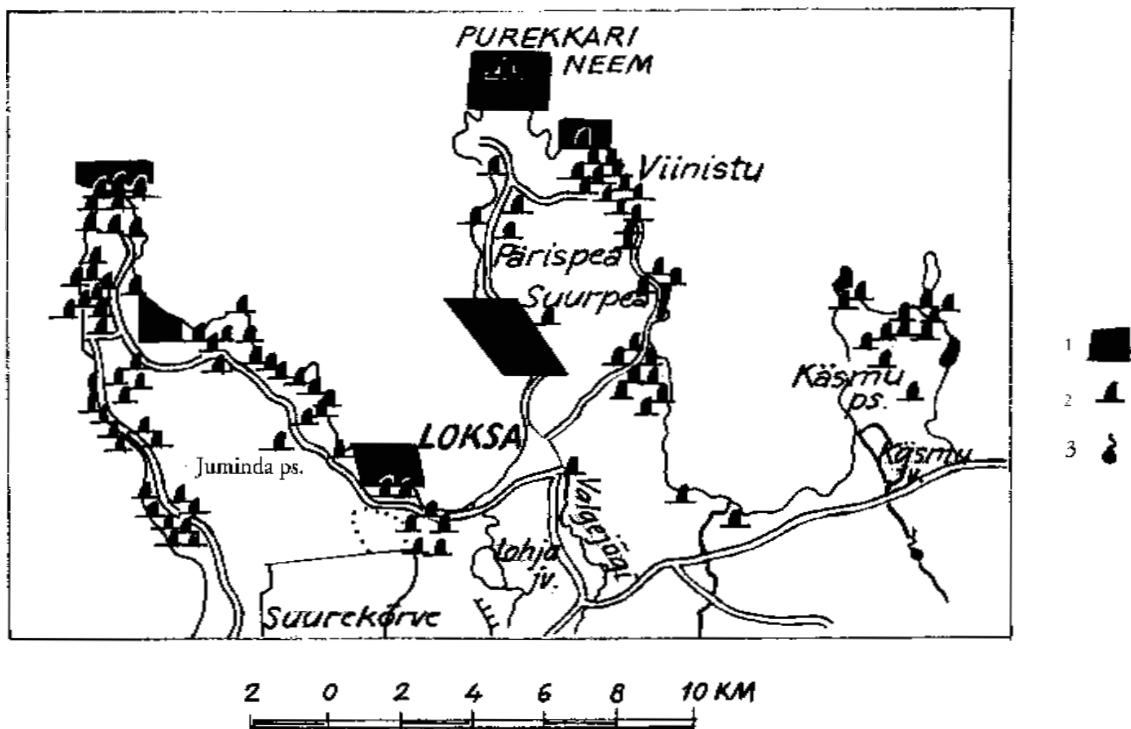 PUREKKARI
NEEM
Viinistu
Pärispea
Suurpea
Käsmu
ps.
LOKSA
Juminda ps.
Käsmu
jv.
Valgejõgi
Lohja
jv.
Suurekõrve
1
2
3
2 0 2 4 6 8 10 KM